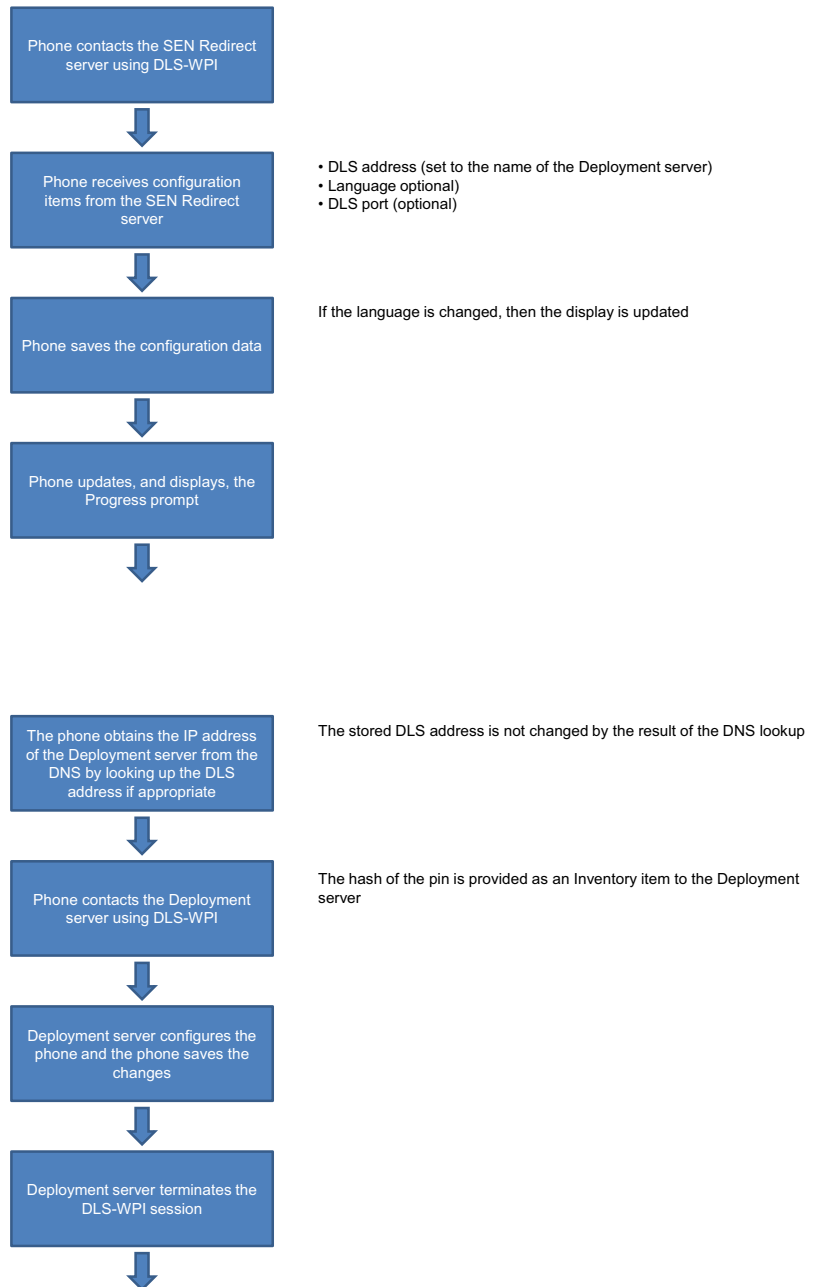 Phone contacts the SEN Redirect
server using DLS-WPI
Phone receives configuration
items from the SEN Redirect
server
• DLS address (set to the name of the Deployment server)
• Language optional)
• DLS port (optional)
Phone saves the configuration data
If the language is changed, then the display is updated
Phone updates, and displays, the
Progress prompt
The phone obtains the IP address
of the Deployment server from the
DNS by looking up the DLS
address if appropriate
The stored DLS address is not changed by the result of the DNS lookup
Phone contacts the Deployment
server using DLS-WPI
The hash of the pin is provided as an Inventory item to the Deployment
server
Deployment server configures the
phone and the phone saves the
changes
Deployment server terminates the
DLS-WPI session